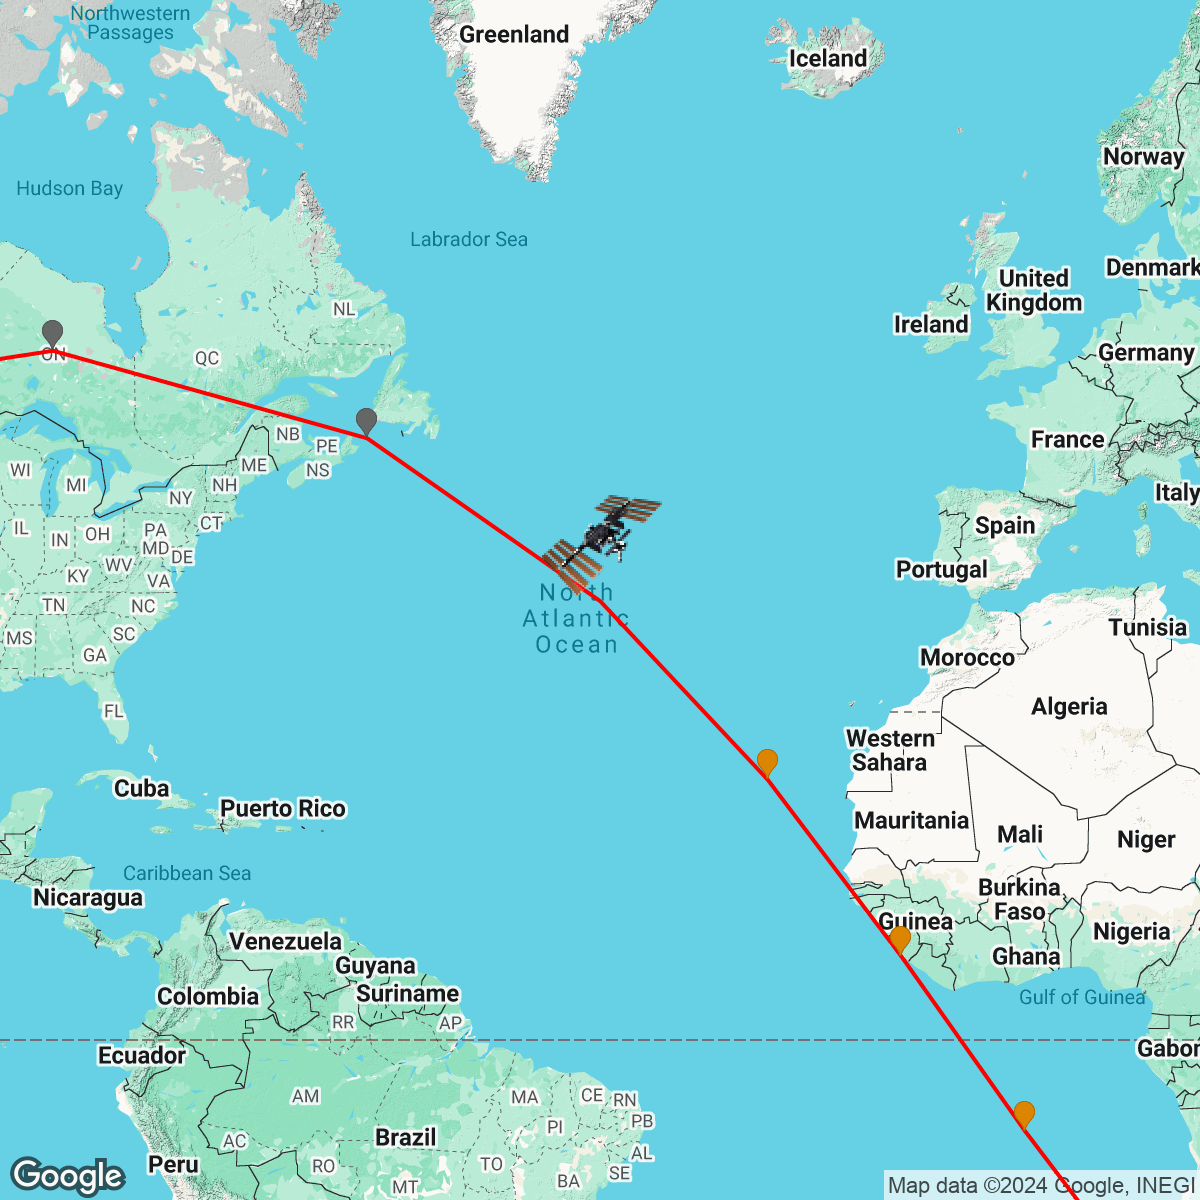 Northwestern
Passages
Greenland
Iceland
Norway
Hudson Bay
Labrador Sea
Denmark
United
Kingdom
Ireland
NL
ON
QC
Germany
NB
PE
France
ME
NS
WI
MI
NH
NY
Italy
CT
Spain
IL
IN
OH
PA
MD
DE
WV
KY
VA
Portugal
North
Atlantic
Ocean
TN
NC
Tunisia
MS
SC
GA
Morocco
FL
Algeria
Western
Sahara
Cuba
Puerto Rico
Mauritania
Mali
Niger
Caribbean Sea
Nicaragua
Burkina
Faso
Guinea
Nigeria
Venezuela
Ghana
Guyana
Suriname
Colombia
Gulf of Guinea
RR
AP
Ecuador
Gabon
AM
MA
CE
RN
PB
PI
Brazil
AC
AL
Peru
RO
TO
SE
MT
BA
Google
Map data ©2024 Google, INEGI